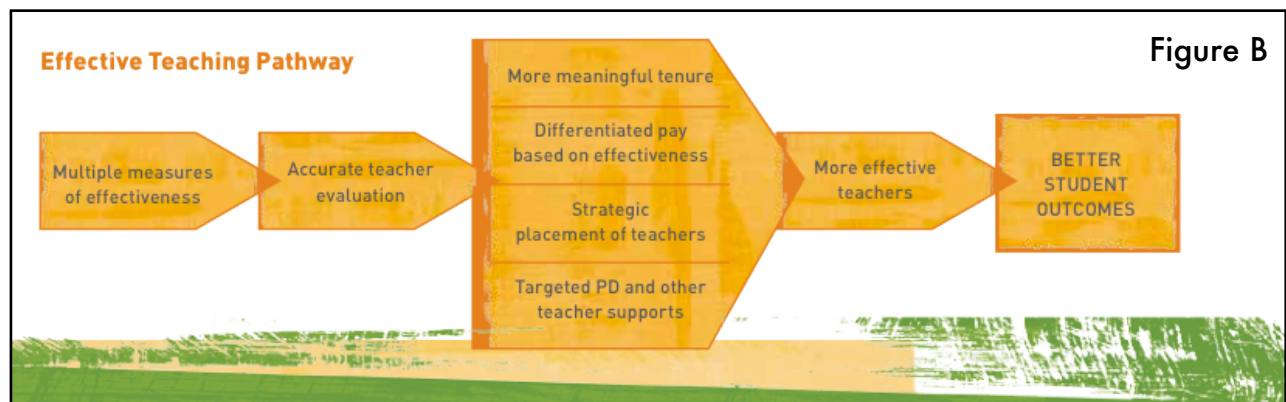 Figure B
Effective Teaching Pathway
Multiple measures
of effectiveness
Accurate teacher
evaluation
More meaningful tenure
Differentiated pay
based on effectiveness
Strategic
placement of teachers
Targeted PD and other
teacher supports
More effective
teachers
BETTER
STUDENT
OUTCOMES